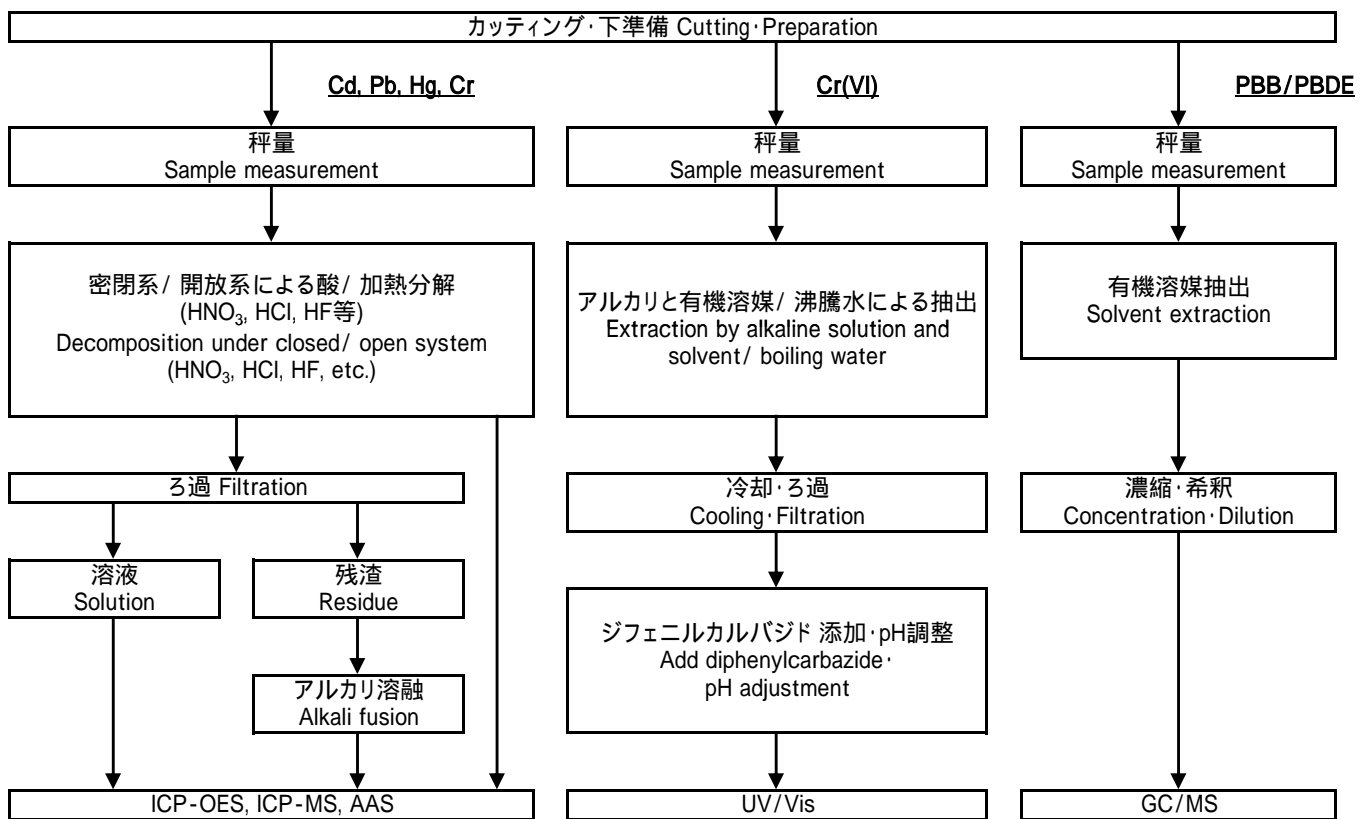 カッティング・下準備 Cutting・Preparation
Cd, Pb, Hg, Cr
Cr(VI)
PBB/PBDE
秤量
Sample measurement
秤量
Sample measurement
秤量
Sample measurement
密閉系/ 開放系による酸/ 加熱分解
(HNO₃, HCl, HF等)
Decomposition under closed/ open system
(HNO₃, HCl, HF, etc.)
アルカリと有機溶媒/ 沸騰水による抽出
Extraction by alkaline solution and
solvent/ boiling water
有機溶媒抽出
Solvent extraction
ろ過 Filtration
冷却・ろ過
Cooling・Filtration
濃縮・希釈
Concentration・Dilution
溶液
Solution
残渣
Residue
ジフェニルカルバジド 添加・pH調整
Add diphenylcarbazide・
pH adjustment
アルカリ溶融
Alkali fusion
ICP-OES, ICP-MS, AAS
UV/Vis
GC/MS